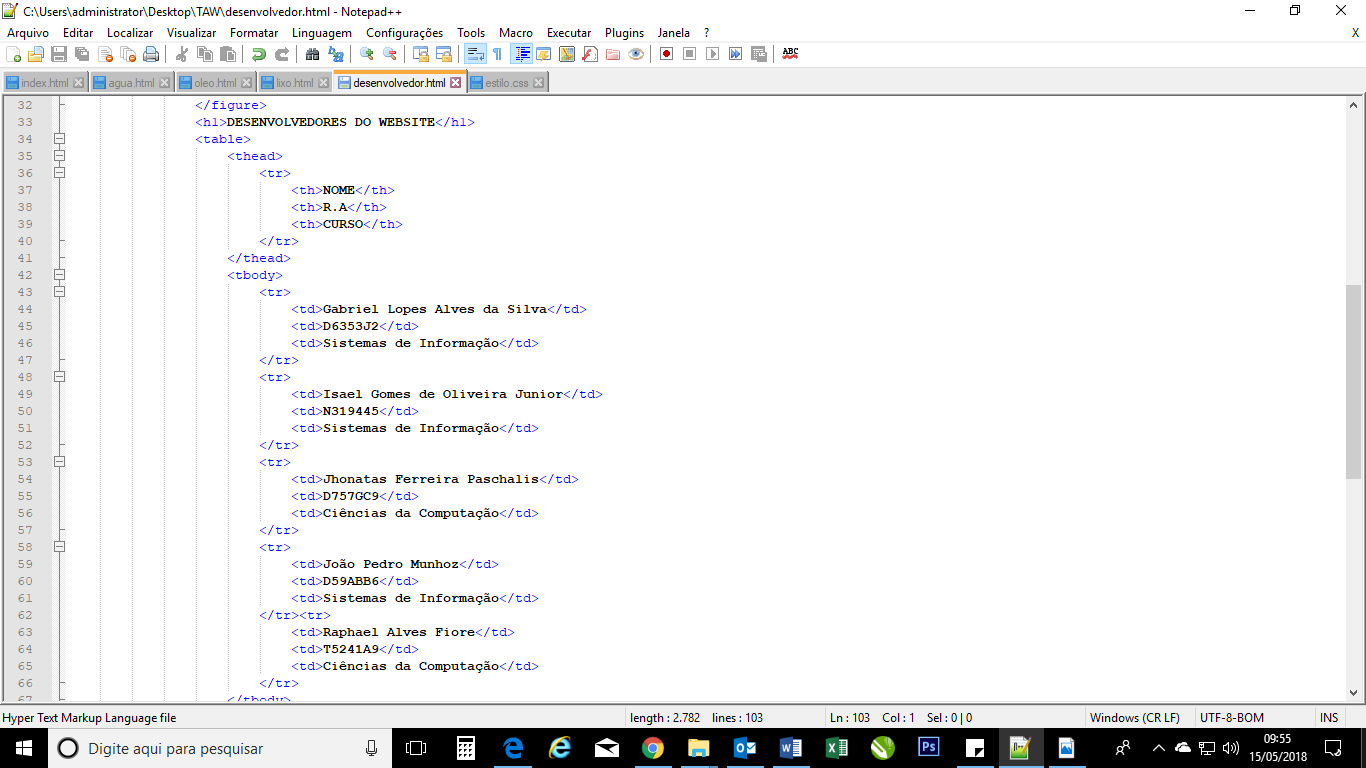 C:\Users\administrator\Desktop\TAW\desenvolvedor.html - Notepad++
Arquivo Editar Localizar Visualizar Formatar Linguagem Configurações Tools Macro Executar Plugins Janela ? X
index.html agua.html oleo.html lixo.html desenvolvedor.html estilo.css
32 </figure>
33 <h1>DESENVOLVEDORES DO WEBSITE</h1>
34 <table>
35 <thead>
36 <tr>
37 <th>NOME</th>
38 <th>R.A</th>
39 <th>CURSO</th>
40 </tr>
41 </thead>
42 <tbody>
43 <tr>
44 <td>Gabriel Lopes Alves da Silva</td>
45 <td>D6353J2</td>
46 <td>Sistemas de Informação</td>
47 </tr>
48 <tr>
49 <td>Isael Gomes de Oliveira Junior</td>
50 <td>N319445</td>
51 <td>Sistemas de Informação</td>
52 </tr>
53 <tr>
54 <td>Jhonatas Ferreira Paschalis</td>
55 <td>D757GC9</td>
56 <td>Ciências da Computação</td>
57 </tr>
58 <tr>
59 <td>João Pedro Munhoz</td>
60 <td>D59ABB6</td>
61 <td>Sistemas de Informação</td>
62 </tr><tr>
63 <td>Raphael Alves Fiore</td>
64 <td>T5241A9</td>
65 <td>Ciências da Computação</td>
66 </tr>
67 </tbody>
Hyper Text Markup Language file length : 2.782 lines : 103 Ln : 103 Col : 1 Sel : 0 | 0 Windows (CR LF) UTF-8-BOM INS
Digite aqui para pesquisar 09:55
15/05/2018